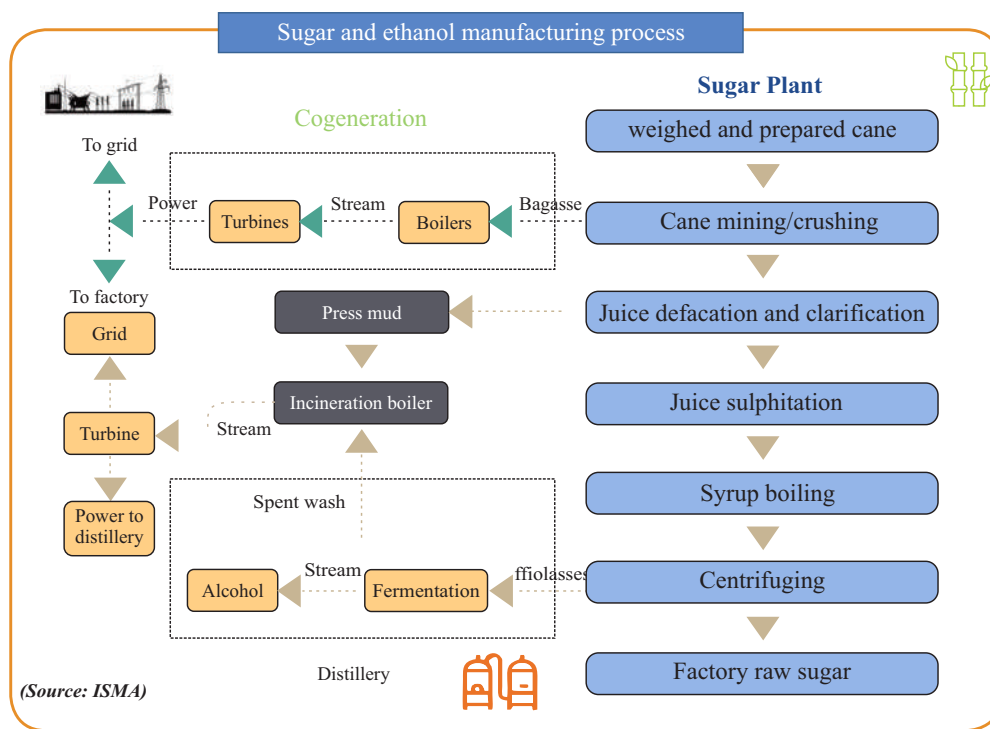 Sugar and ethanol manufacturing process
Sugar Plant
Cogeneration
weighed and prepared cane
To grid
Power
Turbines
Stream
Boilers
Bagasse
Cane mining/crushing
To factory
Grid
Press mud
Juice defacation and clarification
Incineration boiler
Juice sulphitation
Turbine
Stream
Spent wash
Syrup boiling
Power to
distillery
Alcohol
Stream
Fermentation
ffiolasses
Centrifuging
Distillery
Factory raw sugar
(Source: ISMA)